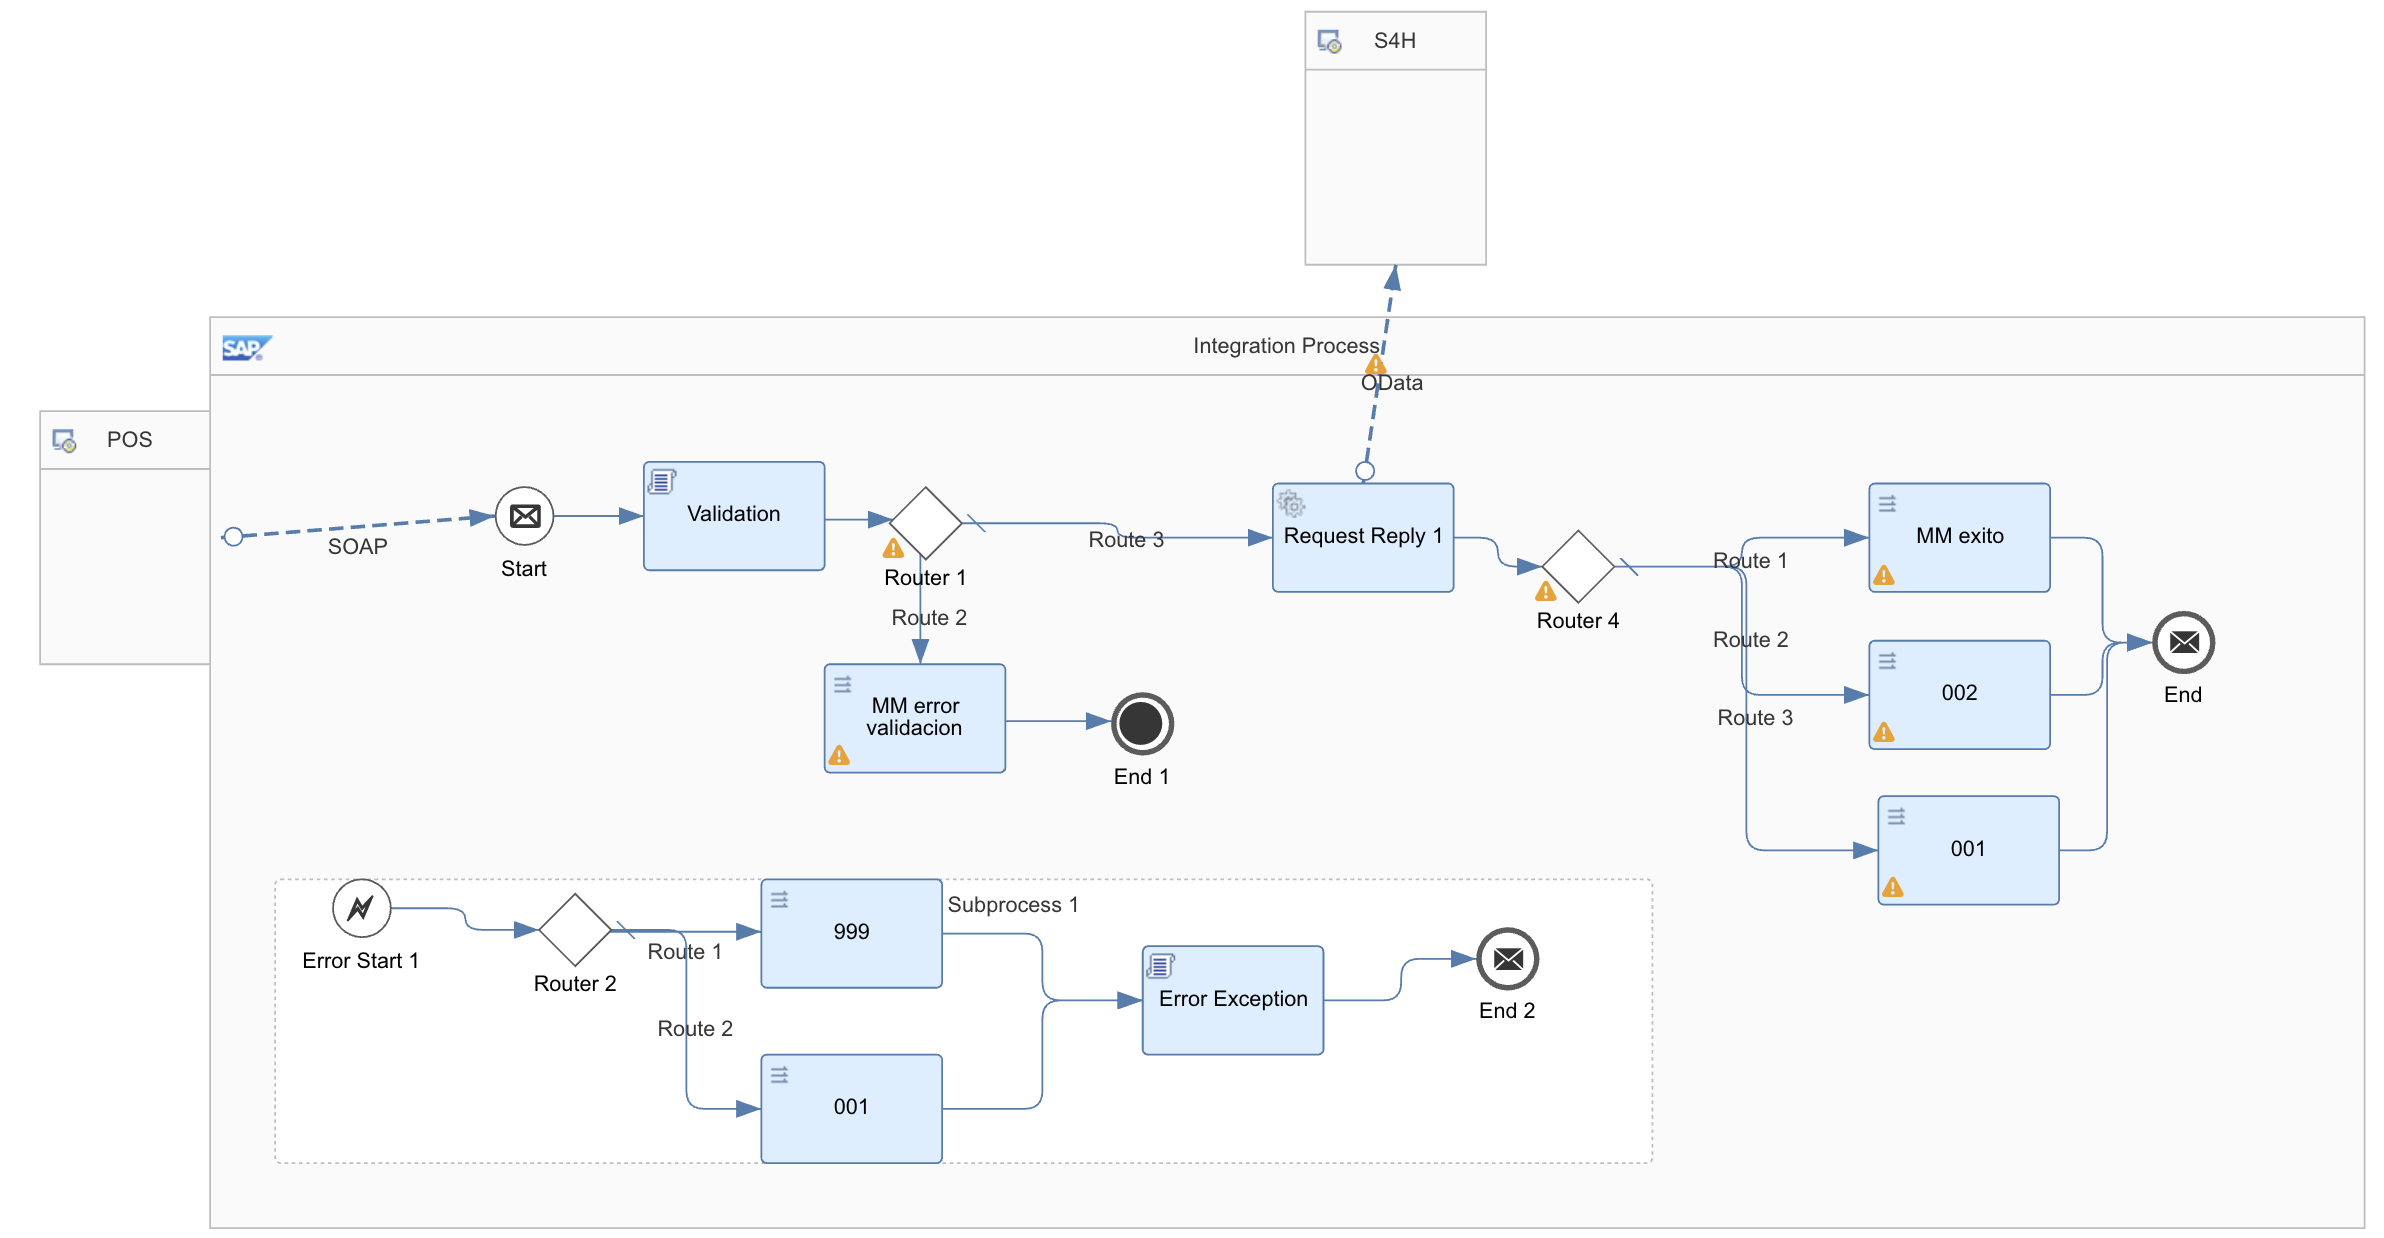 S4H
SAP
Integration Process
OData
POS
SOAP
Start
Validation
Router 1
Route 3
Request Reply 1
Router 4
Route 1
MM exito
Route 2
Route 2
002
End
MM error
validacion
End 1
Route 3
001
Error Start 1
Router 2
Route 1
999
Subprocess 1
Error Exception
End 2
Route 2
001